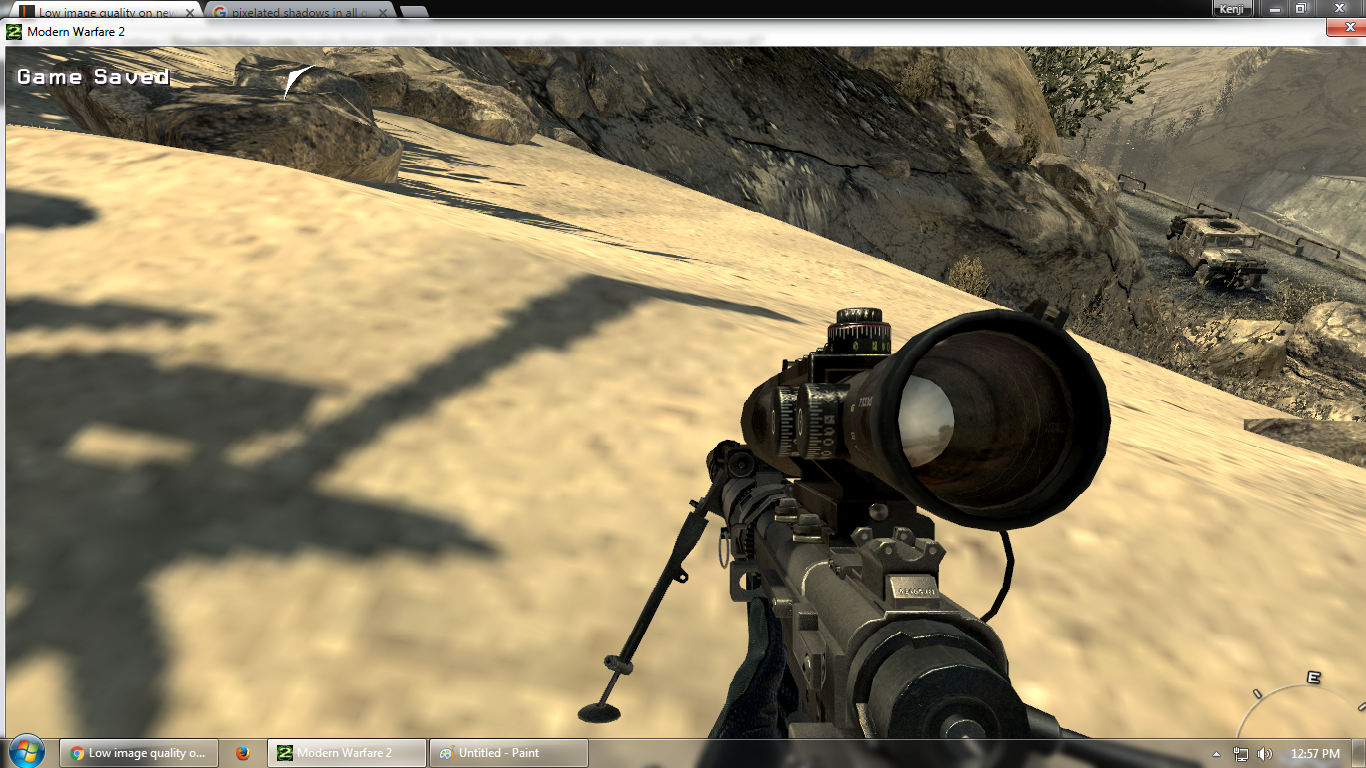 Low image quality on nev
pixelated shadows in all g
Kenji
Modern Warfare 2
Game Saved
E
Low image quality o...
Modern Warfare 2
Untitled - Paint
12:57 PM